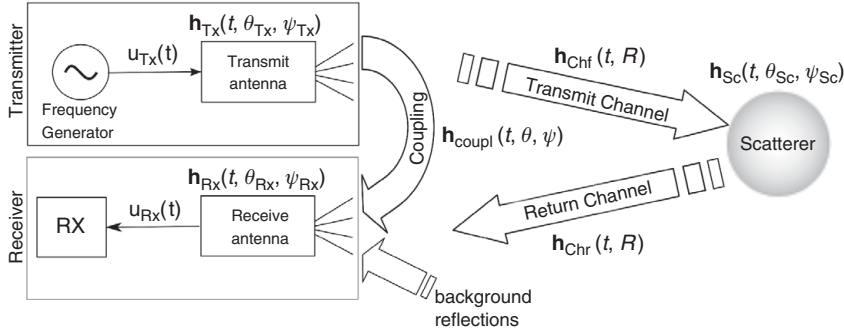 Transmitter
h_Tx(t, θ_Tx, ψ_Tx)
u_Tx(t)
Transmit
antenna
Frequency
Generator
Coupling
h_coupl (t, θ, ψ)
h_Chf (t, R)
Transmit Channel
h_Sc(t, θ_Sc, ψ_Sc)
Scatterer
Receiver
h_Rx(t, θ_Rx, ψ_Rx)
RX
u_Rx(t)
Receive
antenna
Return Channel
h_Chr (t, R)
background
reflections